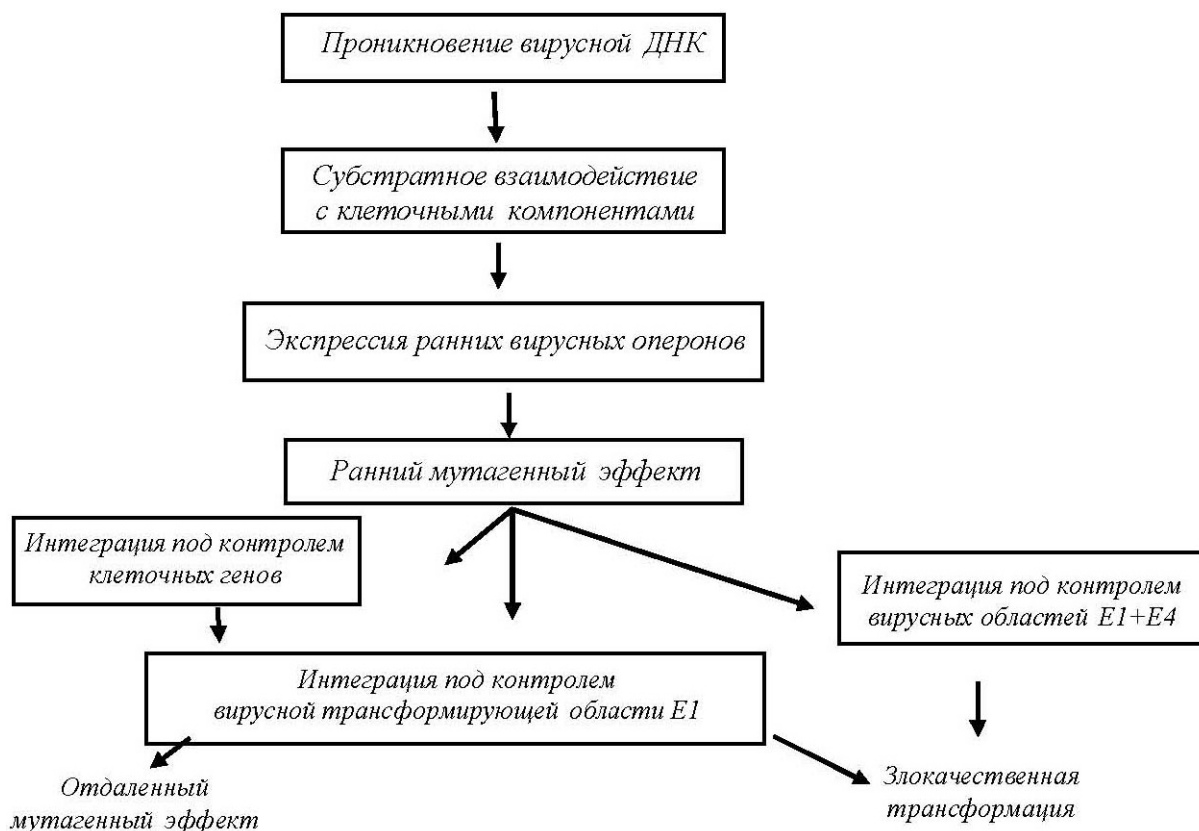 Проникновение вирусной ДНК
Субстратное взаимодействие
с клеточными компонентами
Экспрессия ранних вирусных оперонов
Ранний мутагенный эффект
Интеграция под контролем
клеточных генов
Интеграция под контролем
вирусных областей Е1+Е4
Интеграция под контролем
вирусной трансформирующей области Е1
Отдаленный
мутагенный эффект
Злокачественная
трансформация